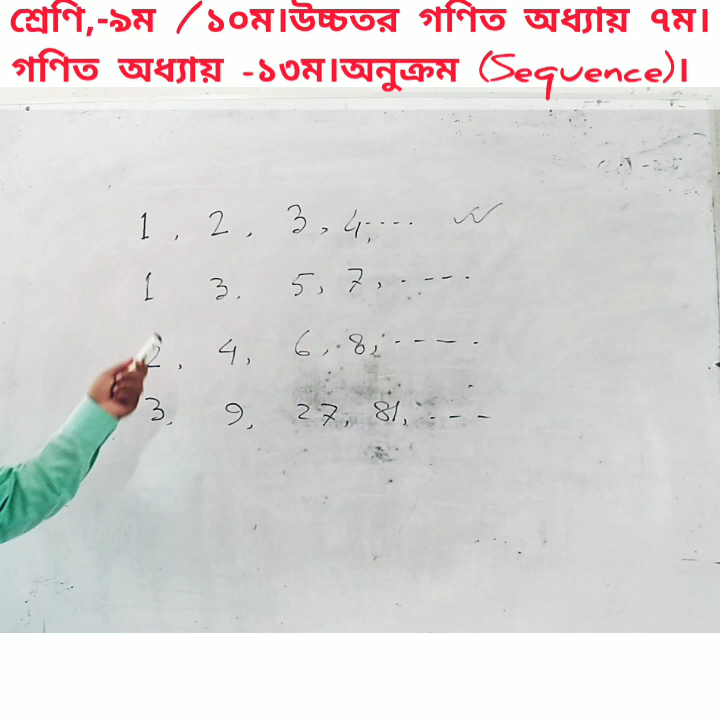 শ্রেণি,-৯ম /১০ম।উচ্চতর গণিত অধ্যায় ৭ম।
গণিত অধ্যায় -১৩ম।অনুক্রম (Sequence)।
1, 2, 3, 4, ....
1 3, 5, 7, ----
2, 4, 6, 8, ----
3, 9, 27, 81, ---